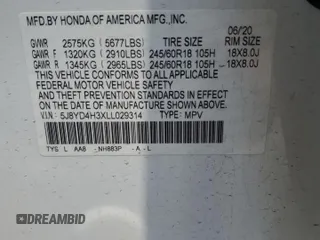 MFD.BY HONDA OF AMERICA MFG.,INC.
06/20
GVWR 2575KG (5677LBS) TIRE SIZE RIM SIZE
GAWR F 1320KG (2910LBS) 245/60R18 105H 18X8.0J
GAWR R 1345KG (2965LBS) 245/60R18 105H 18X8.0J
THIS VEHICLE CONFORMS TO ALL APPLICABLE
FEDERAL MOTOR VEHICLE SAFETY
AND THEFT PREVENTION STANDARDS IN
EFFECT ON THE DATE OF MANUFACTURE
SHOWN ABOVE.
V.I.N: 5J8YD4H3XLL029314 TYPE: MPV
TYS L AA8 NH883P A L
DREAMBID